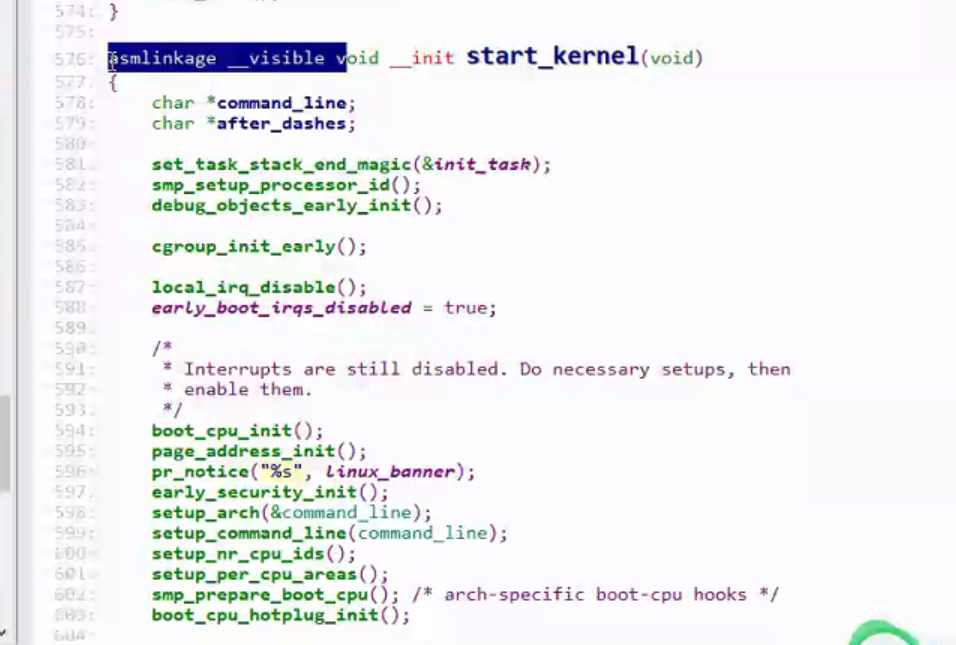 574: }
575:
576: asmlinkage __visible void __init start_kernel(void)
577: {
578: char *command_line;
579: char *after_dashes;
580:
581: set_task_stack_end_magic(&init_task);
582: smp_setup_processor_id();
583: debug_objects_early_init();
584:
585: cgroup_init_early();
586:
587: local_irq_disable();
588: early_boot_irqs_disabled = true;
589:
590: /*
591: * Interrupts are still disabled. Do necessary setups, then
592: * enable them.
593: */
594: boot_cpu_init();
595: page_address_init();
596: pr_notice("%s", linux_banner);
597: early_security_init();
598: setup_arch(&command_line);
599: setup_command_line(command_line);
600: setup_nr_cpu_ids();
601: setup_per_cpu_areas();
602: smp_prepare_boot_cpu(); /* arch-specific boot-cpu hooks */
603: boot_cpu_hotplug_init();
604: